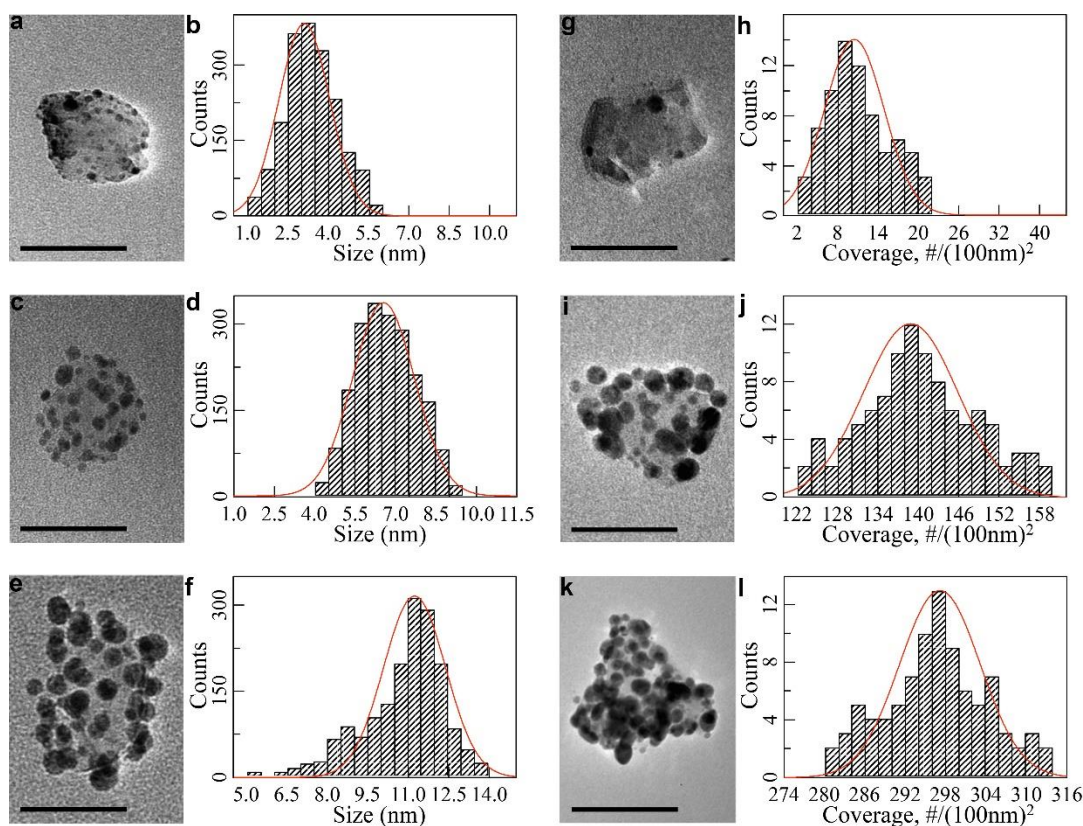 a
b
Counts
0 150 300
1.0 2.5 4.0 5.5 7.0 8.5 10.0
Size (nm)
g
h
Counts
0 4 8 12
2 8 14 20 26 32 40
Coverage, #/(100nm)2
c
d
Counts
0 150 300
1.0 2.5 4.0 5.5 7.0 8.5 10.0 11.5
Size (nm)
i
j
Counts
0 4 8 12
122 128 134 140 146 152 158
Coverage, #/(100nm)2
e
f
Counts
0 150 300
5.0 6.5 8.0 9.5 11.0 12.5 14.0
Size (nm)
k
l
Counts
0 4 8 12
274 280 286 292 298 304 310 316
Coverage, #/(100nm)2